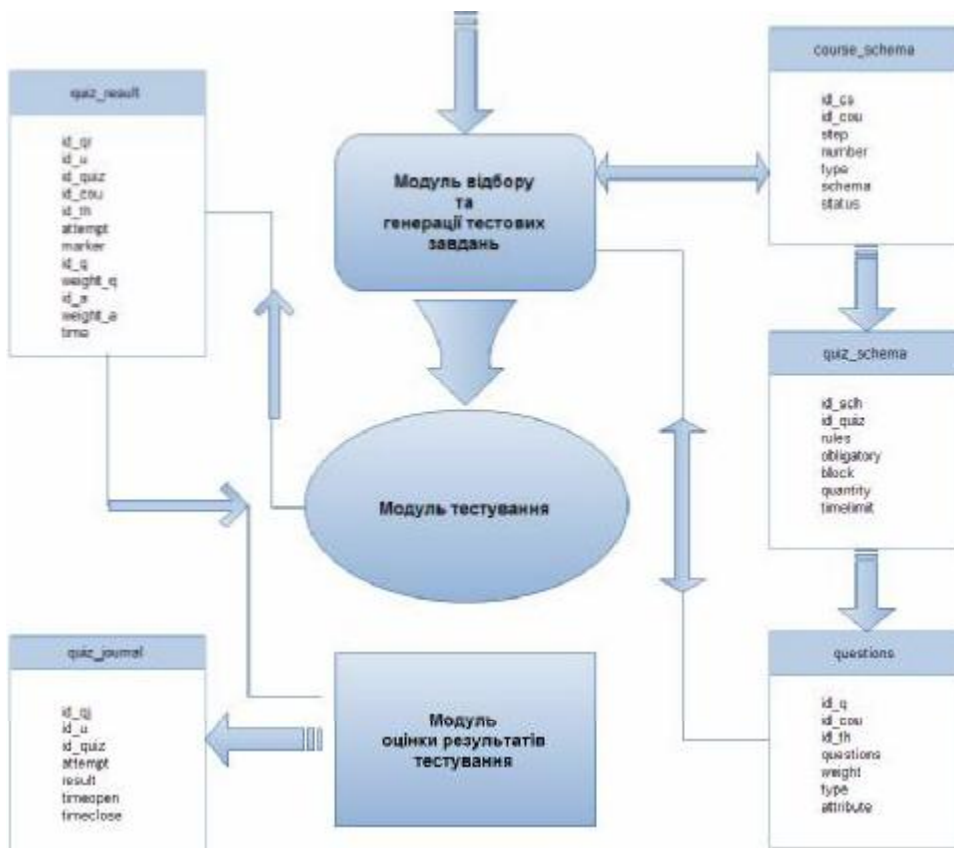 course_schema
id_cs
id_cou
step
number
type
schema
status
quiz_result
id_qr
id_u
id_quiz
id_cou
id_th
attempt
marker
id_q
weight_q
id_a
weight_a
time
Модуль відбору
та
генерації тестових
завдань
quiz_schema
id_sch
id_quiz
rules
obligatory
block
quantity
timelimit
Модуль тестування
quiz_journal
id_qj
id_u
id_quiz
attempt
result
timeopen
timeclose
Модуль
оцінки результатів
тестування
questions
id_q
id_cou
id_th
questions
weight
type
attribute